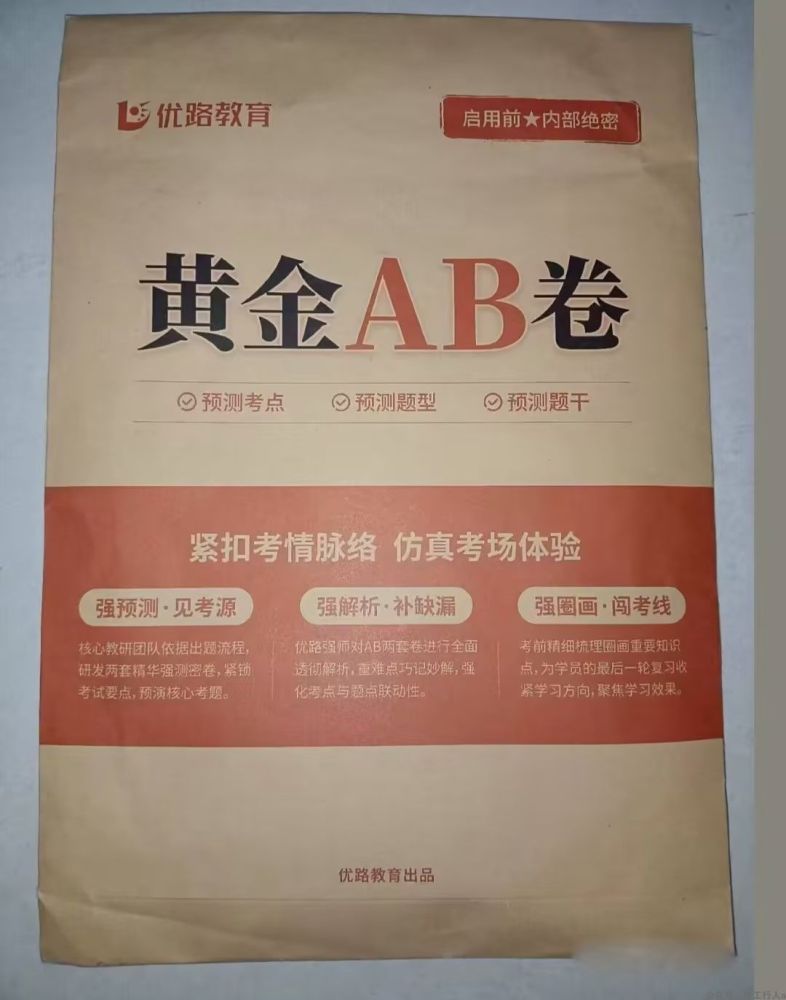 优路教育
启用前★内部绝密
黄金AB卷
预测考点 预测题型 预测题干
紧扣考情脉络 仿真考场体验
强预测·见考源
核心教研团队依据出题流程，
研发两套精华强测密卷，紧锁
考试要点，预演核心考题。
强解析·补缺漏
优路强师对AB两套卷进行全面
透彻解析，重难点巧记妙解，强
化考点与题点联动性。
强圈画·闯考线
考前精细梳理圈画重要知识
点，为学员的最后一轮复习收
紧学习方向，聚焦学习效果。
优路教育出品